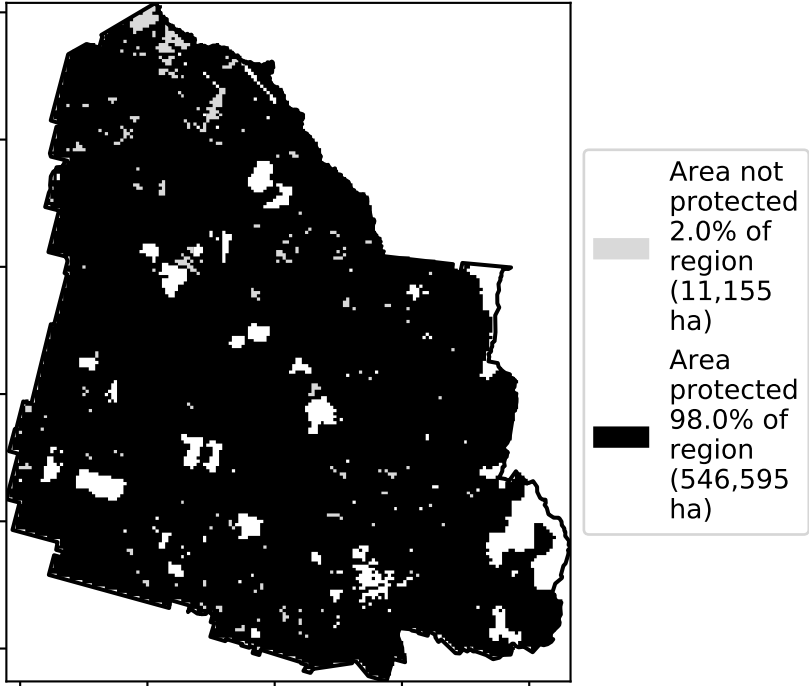 Area not
protected
2.0% of
region
(11,155
ha)
Area
protected
98.0% of
region
(546,595
ha)